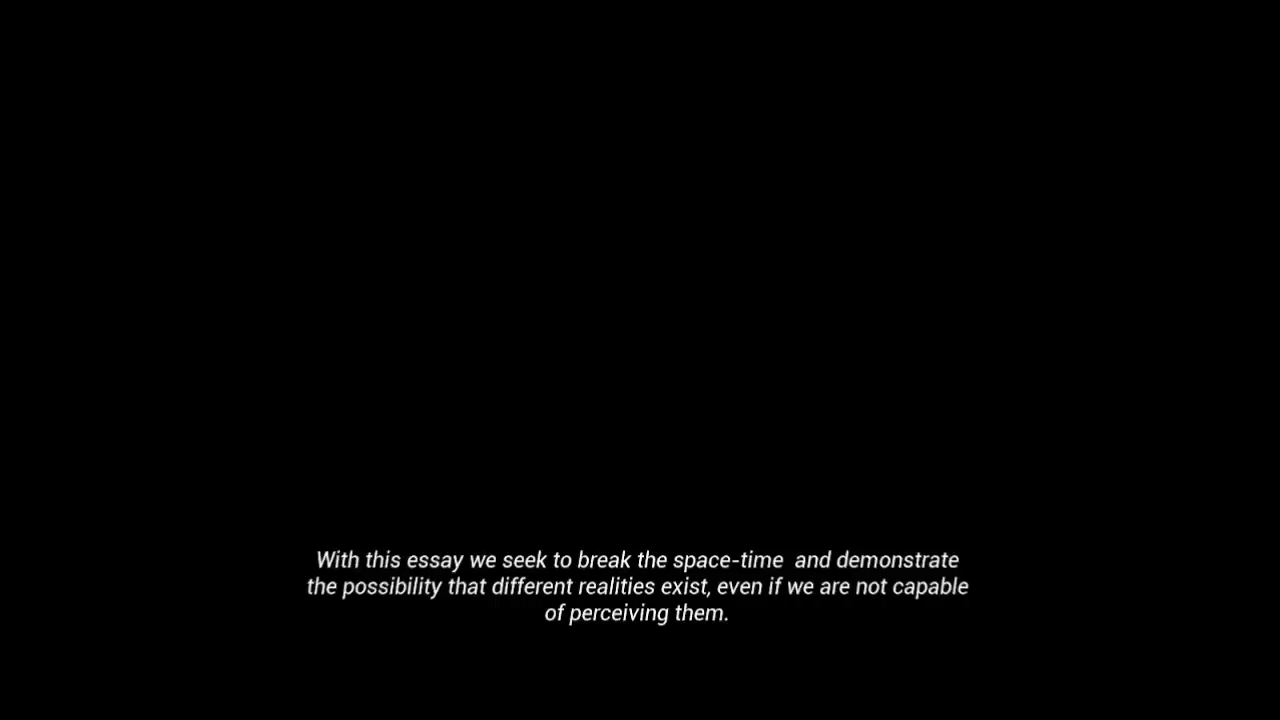 With this essay we seek to break the space-time  and demonstrate
the possibility that different realities exist, even if we are not capable
of perceiving them.